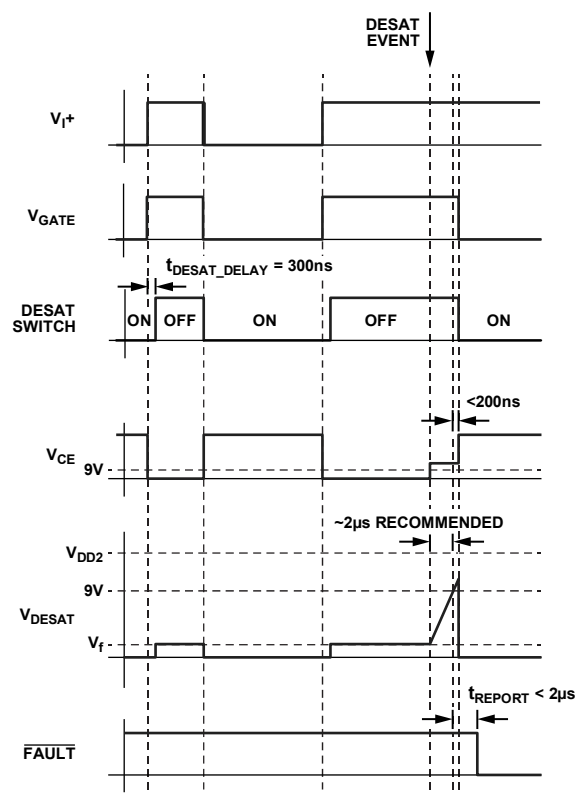 DESAT
EVENT
VI+
VGATE
tDESAT_DELAY = 300ns
DESAT
SWITCH
ON
OFF
ON
OFF
ON
<200ns
VCE
9V
~2µs RECOMMENDED
VDD2
9V
VDESAT
Vf
tREPORT < 2µs
FAULT